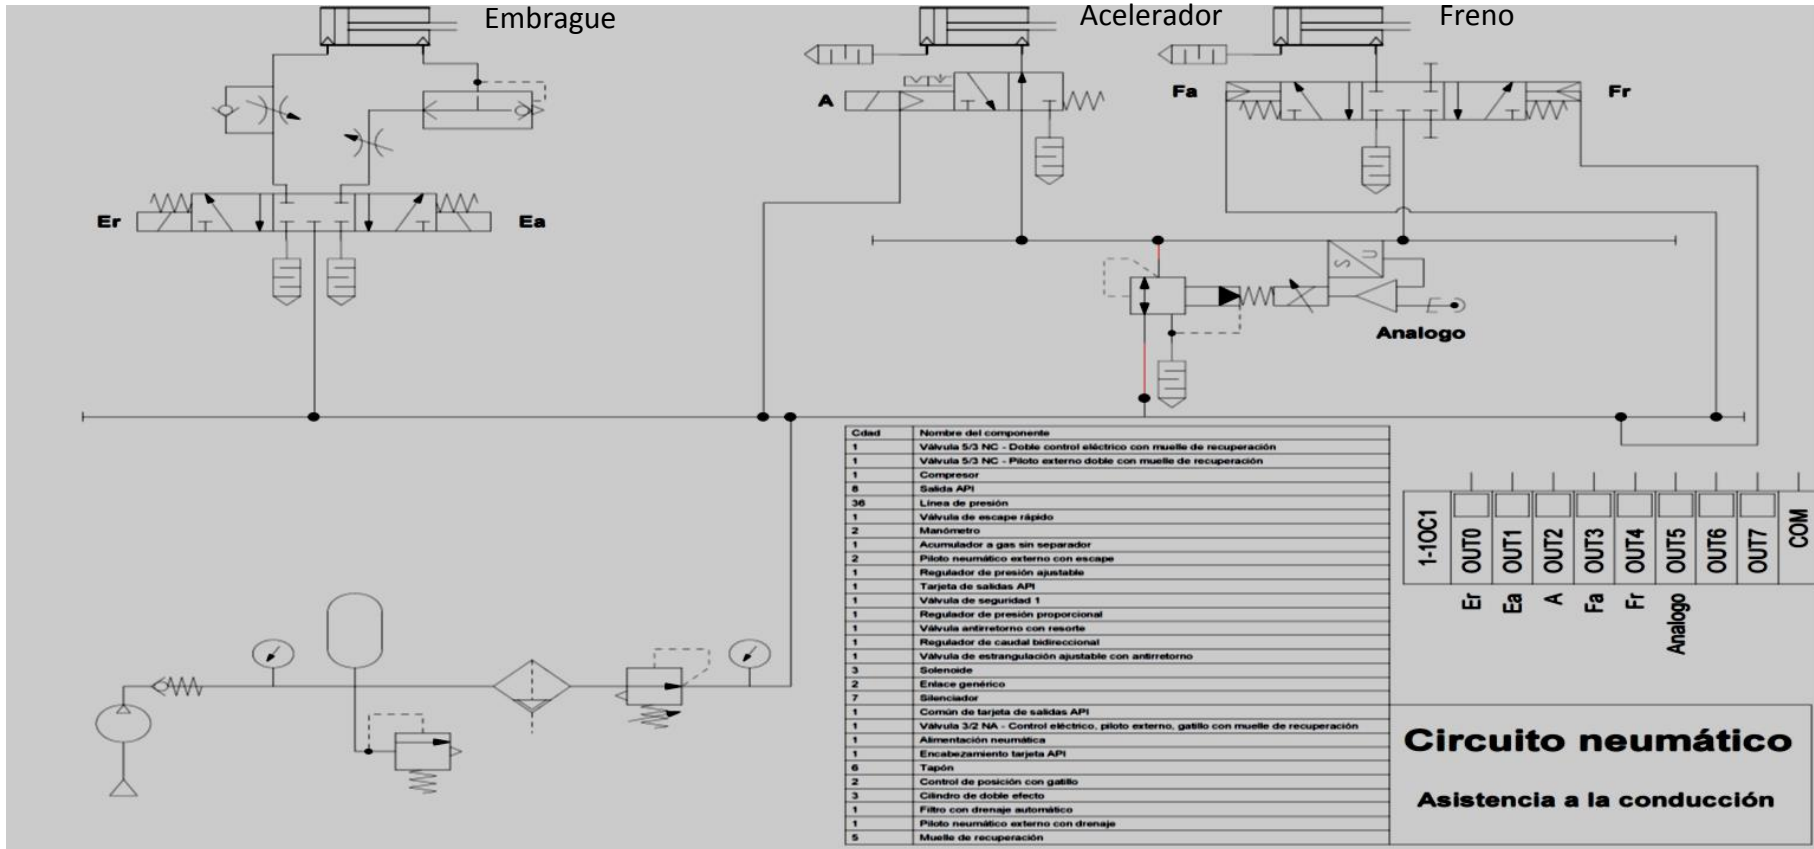 Embrague
Acelerador
Freno
A
Fa
Fr
Er
Ea
S
U
Analogo
Cdad Nombre del componente
1 Válvula 5/3 NC - Doble control eléctrico con muelle de recuperación
1 Válvula 5/3 NC - Piloto externo doble con muelle de recuperación
1 Compresor
8 Salida API
36 Línea de presión
1 Válvula de escape rápido
2 Manómetro
1 Acumulador a gas sin separador
2 Piloto neumático externo con escape
1 Regulador de presión ajustable
1 Tarjeta de salidas API
1 Válvula de seguridad 1
1 Regulador de presión proporcional
1 Válvula antirretorno con resorte
1 Regulador de caudal bidireccional
1 Válvula de estrangulación ajustable con antirretorno
3 Solenoide
2 Enlace genérico
7 Silenciador
1 Común de tarjeta de salidas API
1 Válvula 3/2 NA - Control eléctrico, piloto externo, gatillo con muelle de recuperación
1 Alimentación neumática
1 Encabezamiento tarjeta API
6 Tapón
2 Control de posición con gatillo
3 Cilindro de doble efecto
1 Filtro con drenaje automático
1 Piloto neumático externo con drenaje
5 Muelle de recuperación
1-1OC1
OUT0
OUT1
OUT2
OUT3
OUT4
OUT5
OUT6
OUT7
COM
Er
Ea
A
Fa
Fr
Analogo
Circuito neumático
Asistencia a la conducción